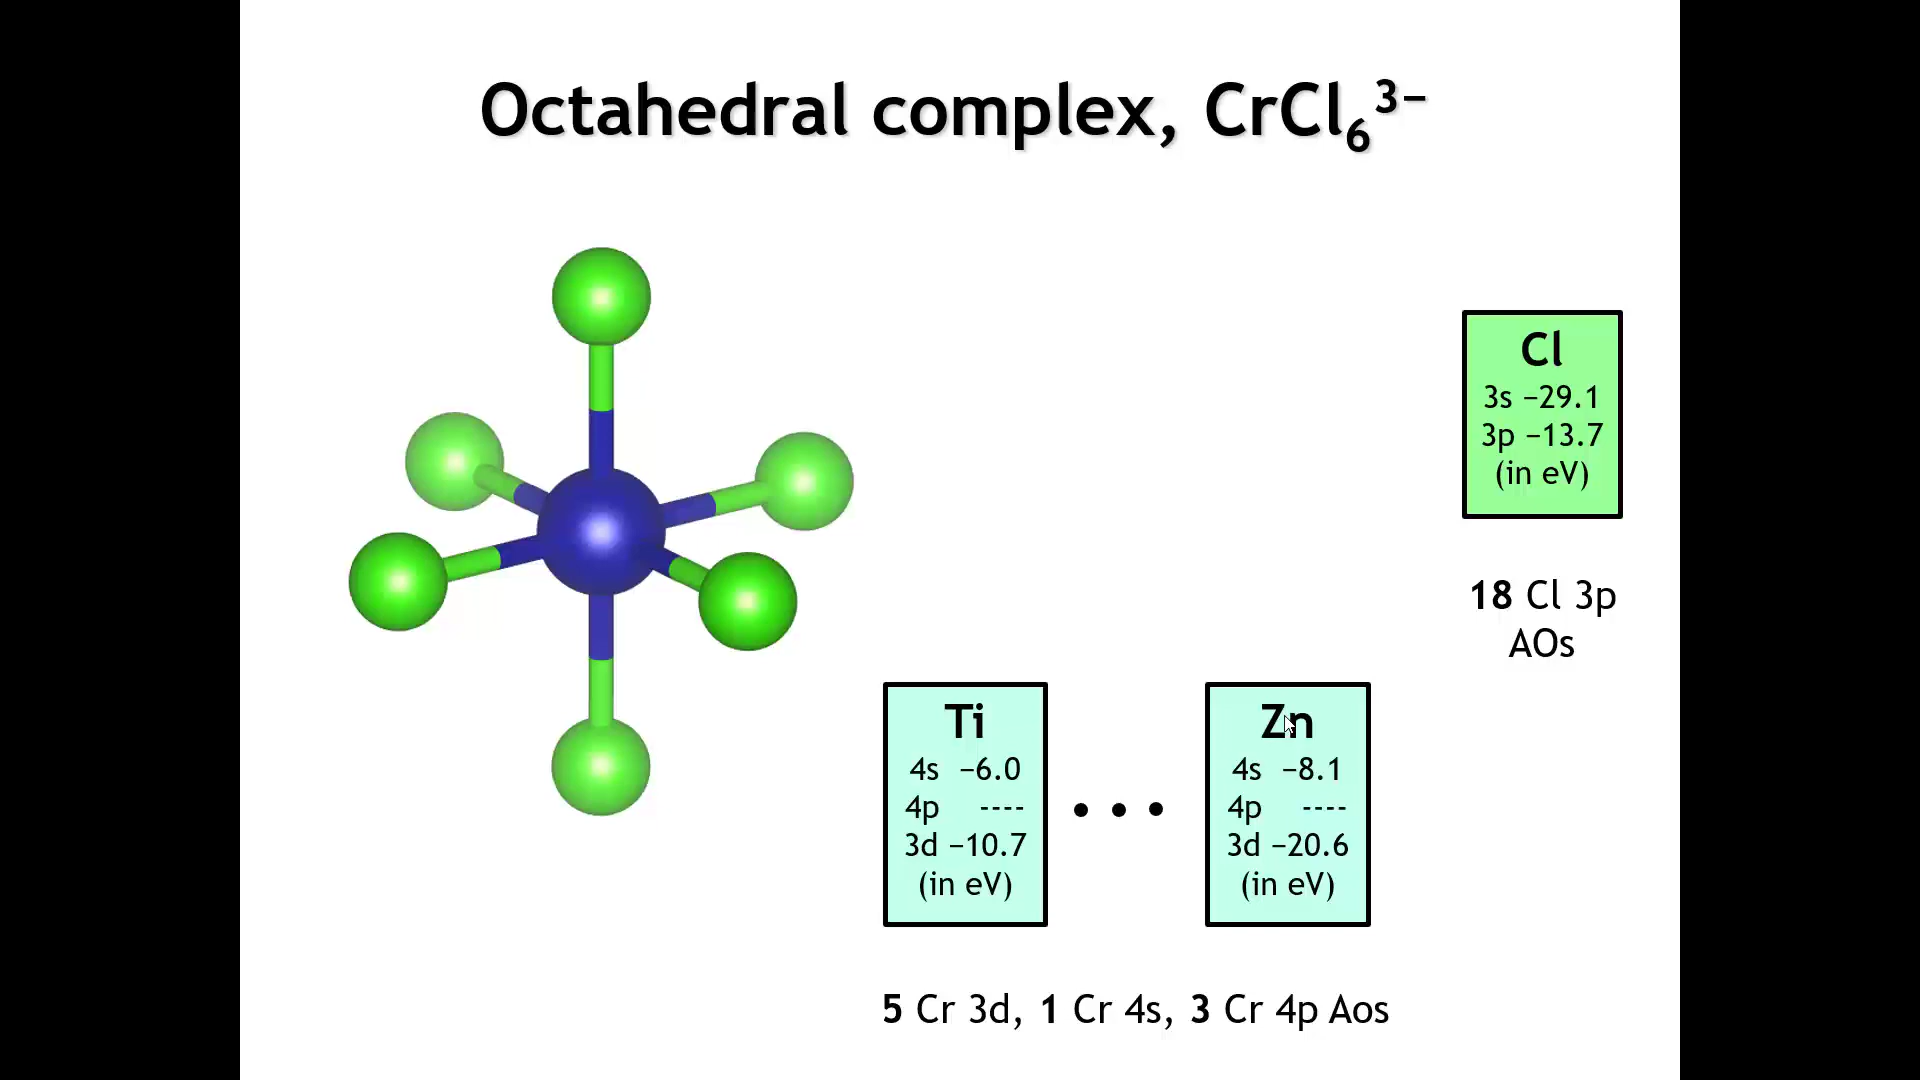 Octahedral complex, CrCl₆³⁻
Cl
3s −29.1
3p −13.7
(in eV)
18 Cl 3p
AOs
Ti
4s −6.0
4p ----
3d −10.7
(in eV)
• • •
Zn
4s −8.1
4p ----
3d −20.6
(in eV)
5 Cr 3d, 1 Cr 4s, 3 Cr 4p Aos